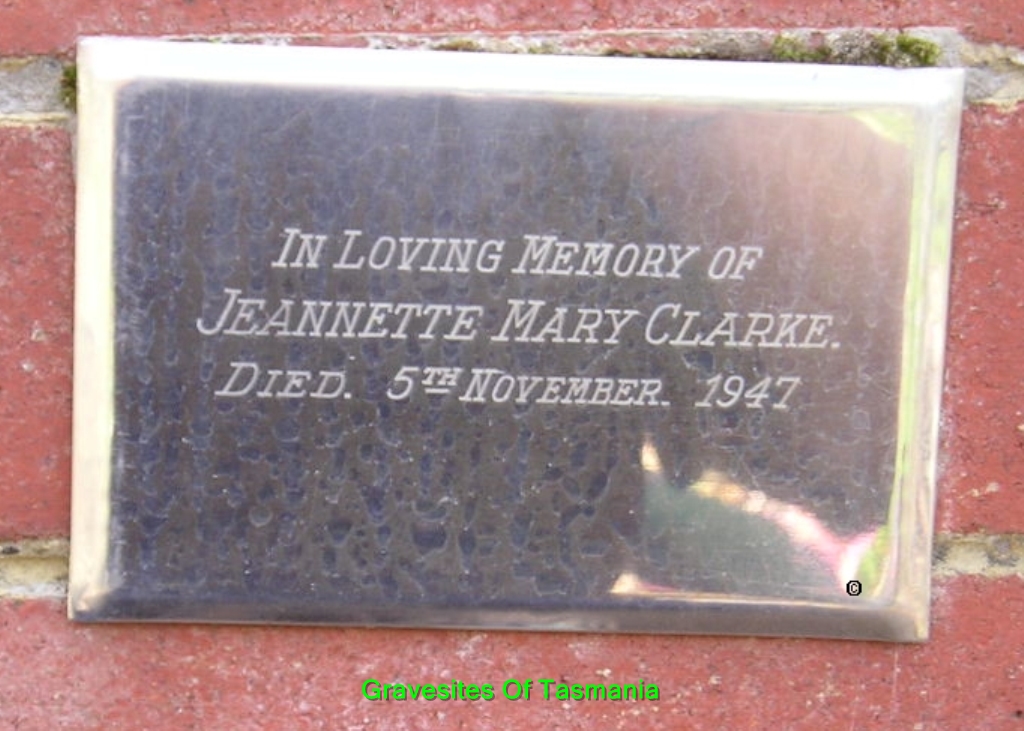 IN LOVING MEMORY OF
JEANNETTE MARY CLARKE.
DIED. 5TH NOVEMBER. 1947
©
Gravesites Of Tasmania